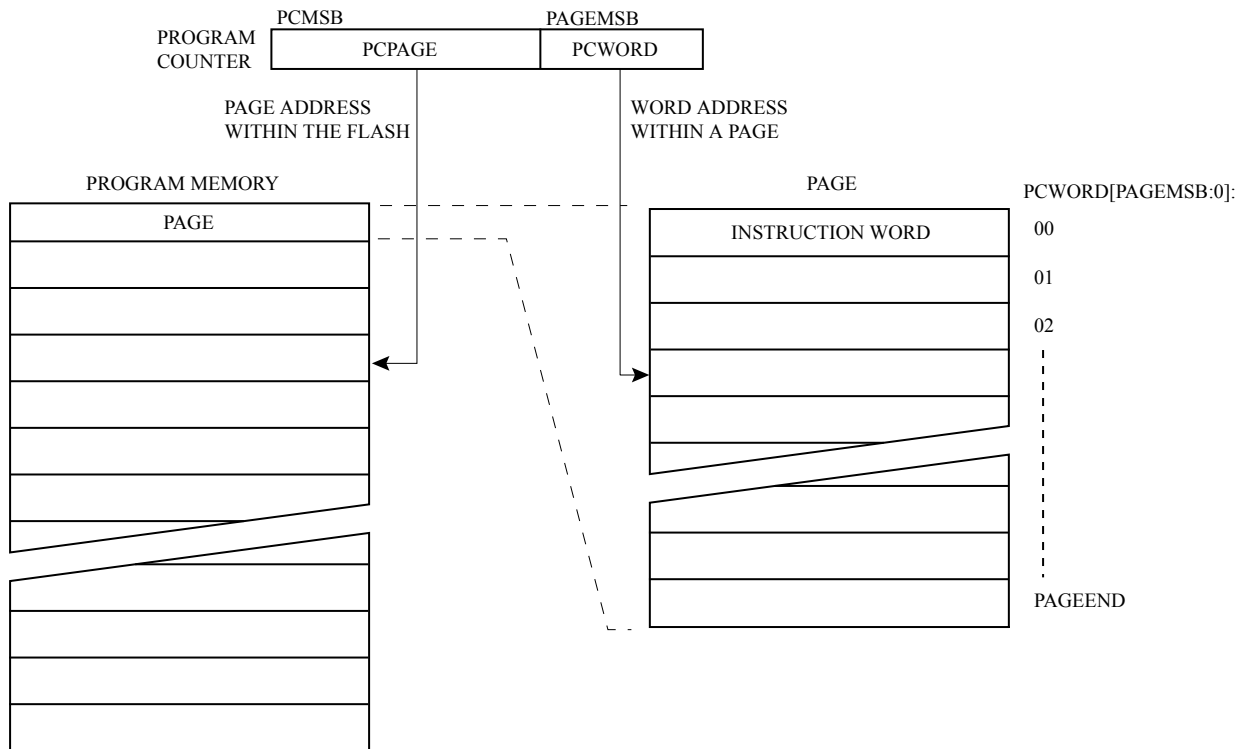 PCMSB
PAGEMSB
PROGRAM
COUNTER
PCPAGE
PCWORD
PAGE ADDRESS
WITHIN THE FLASH
WORD ADDRESS
WITHIN A PAGE
PROGRAM MEMORY
PAGE
PAGE
PCWORD[PAGEMSB:0]:
INSTRUCTION WORD
00
01
02
PAGEEND